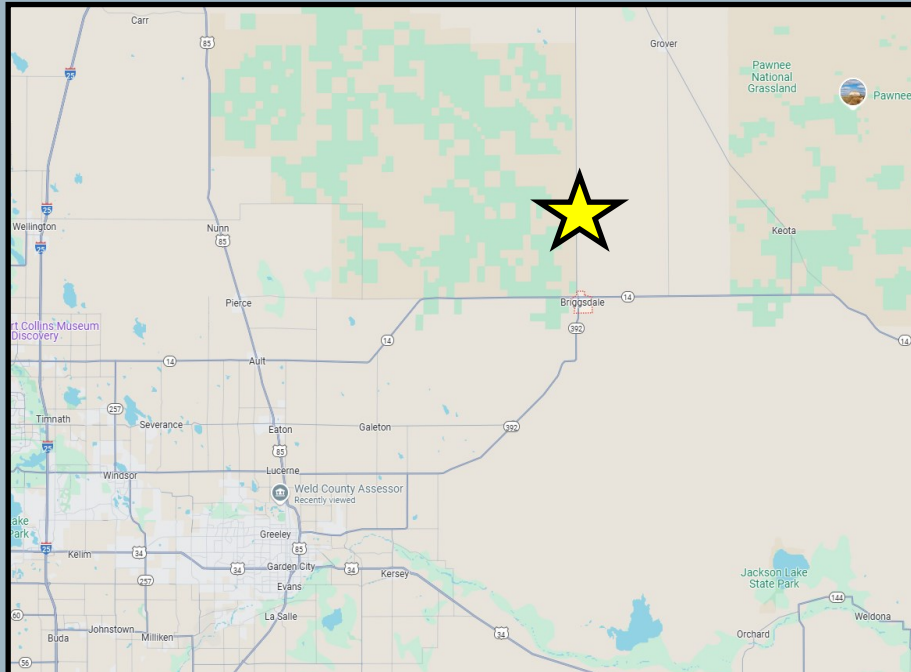 Carr
85
Grover
25
Pawnee
National
Grassland
Pawnee
25
Wellington
Nunn
Keota
85
25
Pierce
Briggsdale
14
rt Collins Museum
Discovery
392
14
14
14
Ault
257
Timnath
Severance
Eaton
Galeton
392
25
85
Windsor
Lucerne
Weld County Assessor
Recently viewed
ake
Park
Greeley
25
Kelim
34
85
34
Garden City
34
Kersey
257
Evans
Jackson Lake
State Park
144
60
La Salle
Weldona
Buda
Johnstown
Milliken
34
Orchard
56